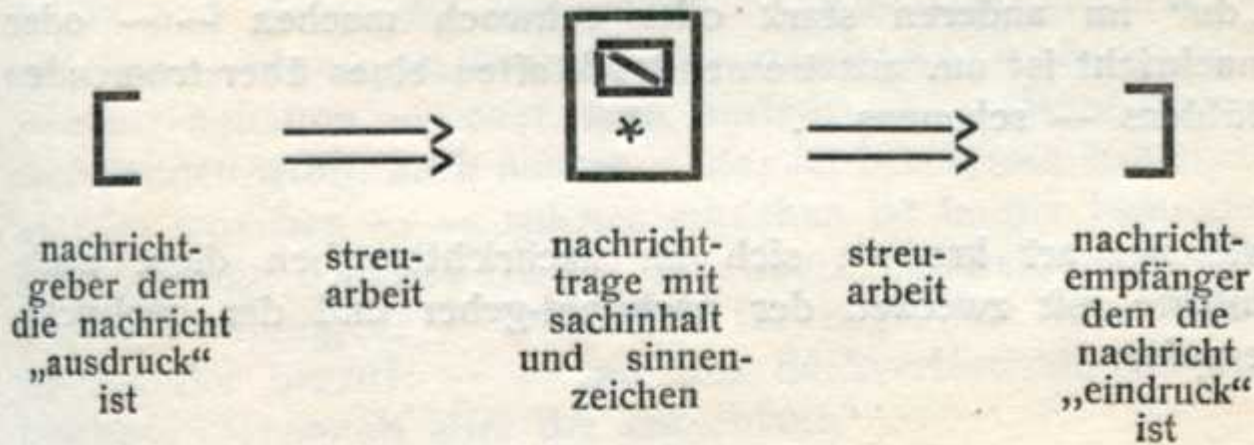 nachricht-
geber dem
die nachricht
„ausdruck“
ist
streu-
arbeit
nachricht-
trage mit
sachinhalt
und sinnen-
zeichen
streu-
arbeit
nachricht-
empfänger
dem die
nachricht
„eindruck“
ist